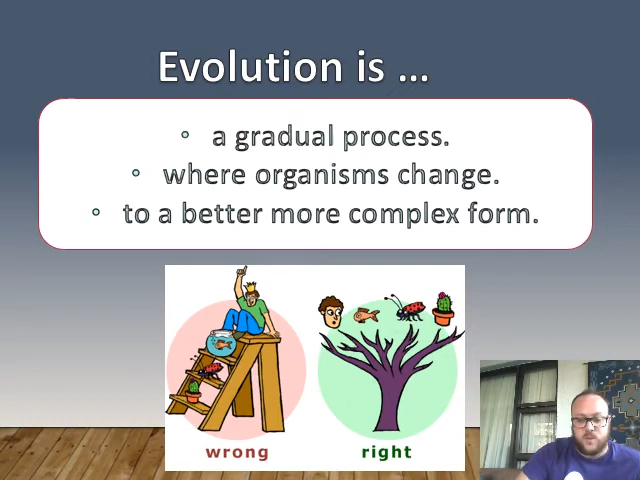 Evolution is ...
• a gradual process.
• where organisms change.
• to a better more complex form.
wrong
right